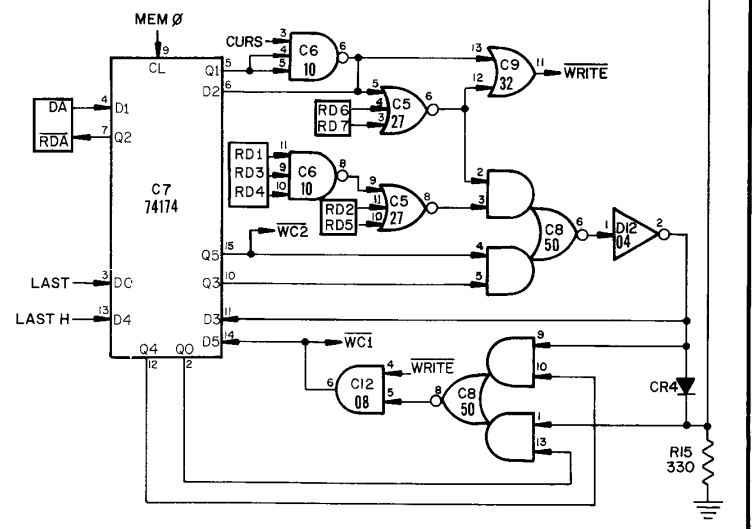 MEM Ø
9
CL
CURS
3
4
5
C6
10
6
13
12
C9
32
11
WRITE
5
Q1
6
D2
DA
4
D1
RDA
7
Q2
RD6
RD7
5
4
3
C5
27
6
C7
74174
RD1
RD3
RD4
11
9
10
C6
10
8
RD2
RD5
9
11
10
C5
27
8
2
3
4
5
C8
50
6
1
D12
04
2
15
Q5
WC2
10
Q3
LAST
3
D0
LAST H
13
D4
11
D3
14
D5
WC1
Q4
12
Q0
2
6
C12
08
4
WRITE
5
8
C8
50
9
10
1
13
CR4
R15
330